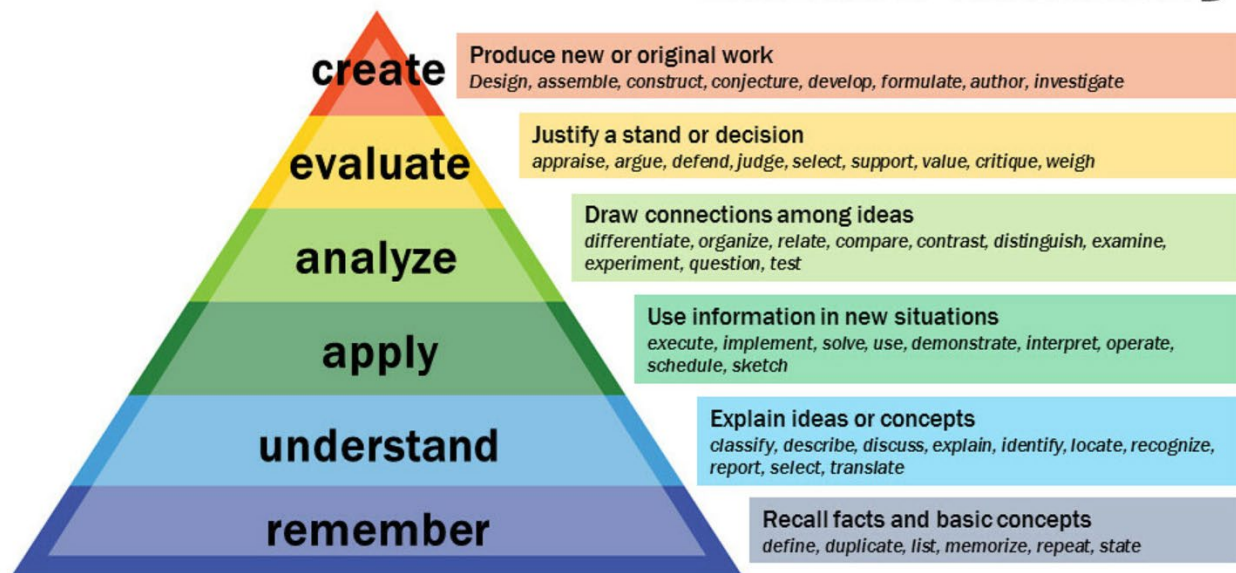 create
Produce new or original work
Design, assemble, construct, conjecture, develop, formulate, author, investigate
evaluate
Justify a stand or decision
appraise, argue, defend, judge, select, support, value, critique, weigh
analyze
Draw connections among ideas
differentiate, organize, relate, compare, contrast, distinguish, examine,
experiment, question, test
apply
Use information in new situations
execute, implement, solve, use, demonstrate, interpret, operate,
schedule, sketch
understand
Explain ideas or concepts
classify, describe, discuss, explain, identify, locate, recognize,
report, select, translate
remember
Recall facts and basic concepts
define, duplicate, list, memorize, repeat, state